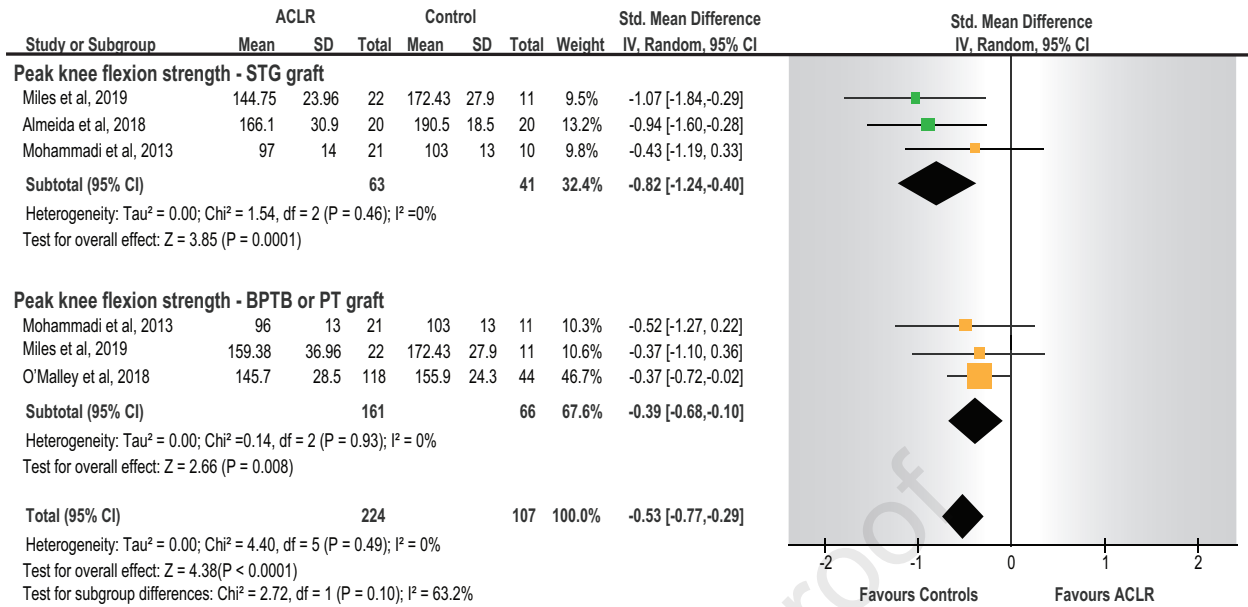 ACLR Control Std. Mean Difference Std. Mean Difference
Study or Subgroup Mean SD Total Mean SD Total Weight IV, Random, 95% CI IV, Random, 95% CI
Peak knee flexion strength - STG graft
Miles et al, 2019 144.75 23.96 22 172.43 27.9 11 9.5% -1.07 [-1.84,-0.29]
Almeida et al, 2018 166.1 30.9 20 190.5 18.5 20 13.2% -0.94 [-1.60,-0.28]
Mohammadi et al, 2013 97 14 21 103 13 10 9.8% -0.43 [-1.19, 0.33]
Subtotal (95% CI) 63 41 32.4% -0.82 [-1.24,-0.40]
Heterogeneity: Tau² = 0.00; Chi² = 1.54, df = 2 (P = 0.46); I² =0%
Test for overall effect: Z = 3.85 (P = 0.0001)
Peak knee flexion strength - BPTB or PT graft
Mohammadi et al, 2013 96 13 21 103 13 11 10.3% -0.52 [-1.27, 0.22]
Miles et al, 2019 159.38 36.96 22 172.43 27.9 11 10.6% -0.37 [-1.10, 0.36]
O'Malley et al, 2018 145.7 28.5 118 155.9 24.3 44 46.7% -0.37 [-0.72,-0.02]
Subtotal (95% CI) 161 66 67.6% -0.39 [-0.68,-0.10]
Heterogeneity: Tau² = 0.00; Chi² =0.14, df = 2 (P = 0.93); I² = 0%
Test for overall effect: Z = 2.66 (P = 0.008)
Total (95% CI) 224 107 100.0% -0.53 [-0.77,-0.29]
Heterogeneity: Tau² = 0.00; Chi² = 4.40, df = 5 (P = 0.49); I² = 0%
Test for overall effect: Z = 4.38(P < 0.0001)
Test for subgroup differences: Chi² = 2.72, df = 1 (P = 0.10); I² = 63.2%
-2 -1 0 1 2
Favours Controls Favours ACLR
roof